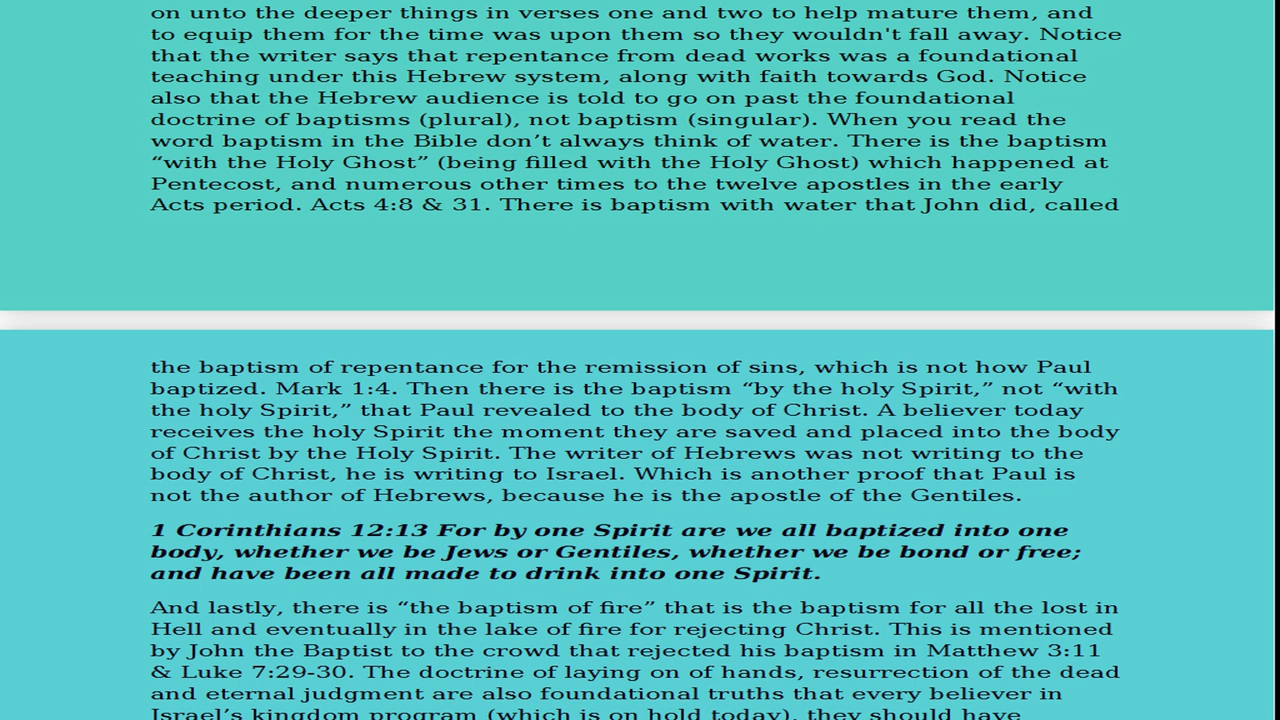 on unto the deeper things in verses one and two to help mature them, and
to equip them for the time was upon them so they wouldn't fall away. Notice
that the writer says that repentance from dead works was a foundational
teaching under this Hebrew system, along with faith towards God. Notice
also that the Hebrew audience is told to go on past the foundational
doctrine of baptisms (plural), not baptism (singular). When you read the
word baptism in the Bible don’t always think of water. There is the baptism
“with the Holy Ghost” (being filled with the Holy Ghost) which happened at
Pentecost, and numerous other times to the twelve apostles in the early
Acts period. Acts 4:8 & 31. There is baptism with water that John did, called
the baptism of repentance for the remission of sins, which is not how Paul
baptized. Mark 1:4. Then there is the baptism “by the holy Spirit,” not “with
the holy Spirit,” that Paul revealed to the body of Christ. A believer today
receives the holy Spirit the moment they are saved and placed into the body
of Christ by the Holy Spirit. The writer of Hebrews was not writing to the
body of Christ, he is writing to Israel. Which is another proof that Paul is
not the author of Hebrews, because he is the apostle of the Gentiles.
1 Corinthians 12:13 For by one Spirit are we all baptized into one
body, whether we be Jews or Gentiles, whether we be bond or free;
and have been all made to drink into one Spirit.
And lastly, there is “the baptism of fire” that is the baptism for all the lost in
Hell and eventually in the lake of fire for rejecting Christ. This is mentioned
by John the Baptist to the crowd that rejected his baptism in Matthew 3:11
& Luke 7:29-30. The doctrine of laying on of hands, resurrection of the dead
and eternal judgment are also foundational truths that every believer in
Israel’s kingdom program (which is on hold today), they should have